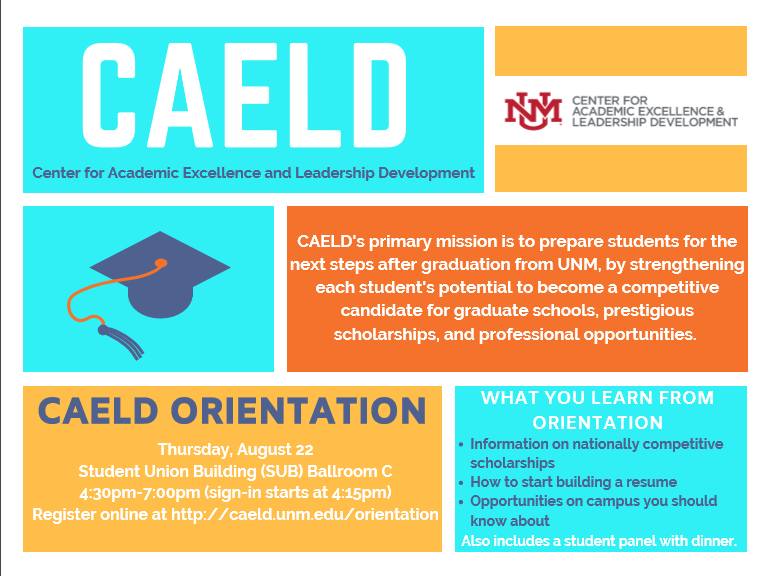 CAELD
Center for Academic Excellence and Leadership Development
UNM
CENTER FOR
ACADEMIC EXCELLENCE &
LEADERSHIP DEVELOPMENT
CAELD's primary mission is to prepare students for the
next steps after graduation from UNM, by strengthening
each student's potential to become a competitive
candidate for graduate schools, prestigious
scholarships, and professional opportunities.
CAELD ORIENTATION
Thursday, August 22
Student Union Building (SUB) Ballroom C
4:30pm-7:00pm (sign-in starts at 4:15pm)
Register online at http://caeld.unm.edu/orientation
WHAT YOU LEARN FROM
ORIENTATION
• Information on nationally competitive
scholarships
• How to start building a resume
• Opportunities on campus you should
know about
Also includes a student panel with dinner.